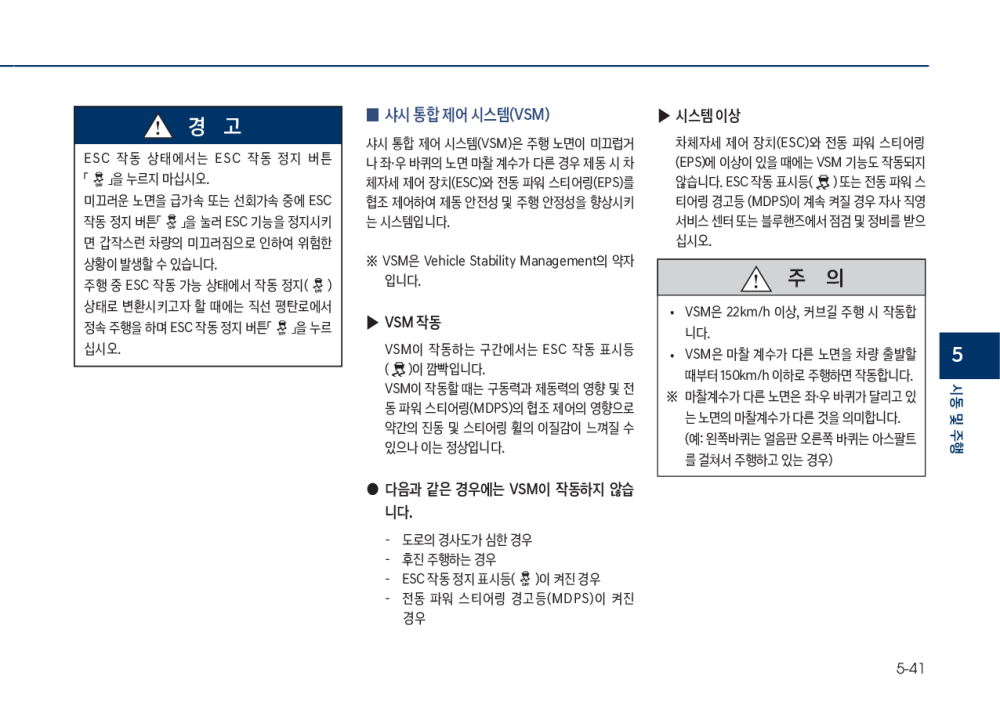 경 고
ESC 작동 상태에서는 ESC 작동 정지 버튼
「 」을 누르지 마십시오.
미끄러운 노면을 급가속 또는 선회가속 중에 ESC
작동 정지 버튼「 」을 눌러 ESC 기능을 정지시키
면 갑작스런 차량의 미끄러짐으로 인하여 위험한
상황이 발생할 수 있습니다.
주행 중 ESC 작동 가능 상태에서 작동 정지( )
상태로 변환시키고자 할 때에는 직선 평탄로에서
정속 주행을 하며 ESC 작동 정지 버튼「 」을 누르
십시오.
■ 샤시 통합 제어 시스템(VSM)
샤시 통합 제어 시스템(VSM)은 주행 노면이 미끄럽거
나 좌·우 바퀴의 노면 마찰 계수가 다른 경우 제동 시 차
체자세 제어 장치(ESC)와 전동 파워 스티어링(EPS)를
협조 제어하여 제동 안전성 및 주행 안정성을 향상시키
는 시스템입니다.
※ VSM은 Vehicle Stability Management의 약자
입니다.
▶ VSM 작동
VSM이 작동하는 구간에서는 ESC 작동 표시등
( )이 깜빡입니다.
VSM이 작동할 때는 구동력과 제동력의 영향 및 전
동 파워 스티어링(MDPS)의 협조 제어의 영향으로
약간의 진동 및 스티어링 휠의 이질감이 느껴질 수
있으나 이는 정상입니다.
● 다음과 같은 경우에는 VSM이 작동하지 않습
니다.
- 도로의 경사도가 심한 경우
- 후진 주행하는 경우
- ESC 작동 정지 표시등( )이 켜진 경우
- 전동 파워 스티어링 경고등(MDPS)이 켜진
경우
▶ 시스템 이상
차체자세 제어 장치(ESC)와 전동 파워 스티어링
(EPS)에 이상이 있을 때에는 VSM 기능도 작동되지
않습니다. ESC 작동 표시등( ) 또는 전동 파워 스
티어링 경고등 (MDPS)이 계속 켜질 경우 자사 직영
서비스 센터 또는 블루핸즈에서 점검 및 정비를 받으
십시오.
주 의
• VSM은 22km/h 이상, 커브길 주행 시 작동합
니다.
• VSM은 마찰 계수가 다른 노면을 차량 출발할
때부터 150km/h 이하로 주행하면 작동합니다.
※ 마찰계수가 다른 노면은 좌·우 바퀴가 달리고 있
는 노면의 마찰계수가 다른 것을 의미합니다.
(예: 왼쪽바퀴는 얼음판 오른쪽 바퀴는 아스팔트
를 걸쳐서 주행하고 있는 경우)
5
시동 및 주행
5-41